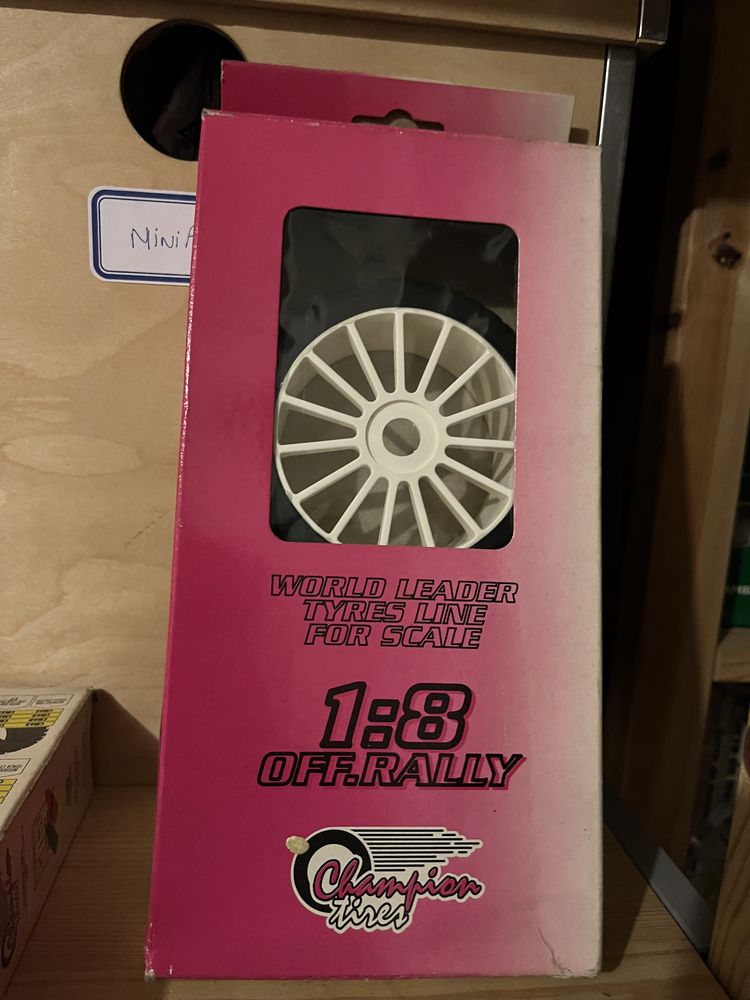 Mini
WORLD LEADER
TYRES LINE
FOR SCALE
1:8
OFF.RALLY
Champion
tires